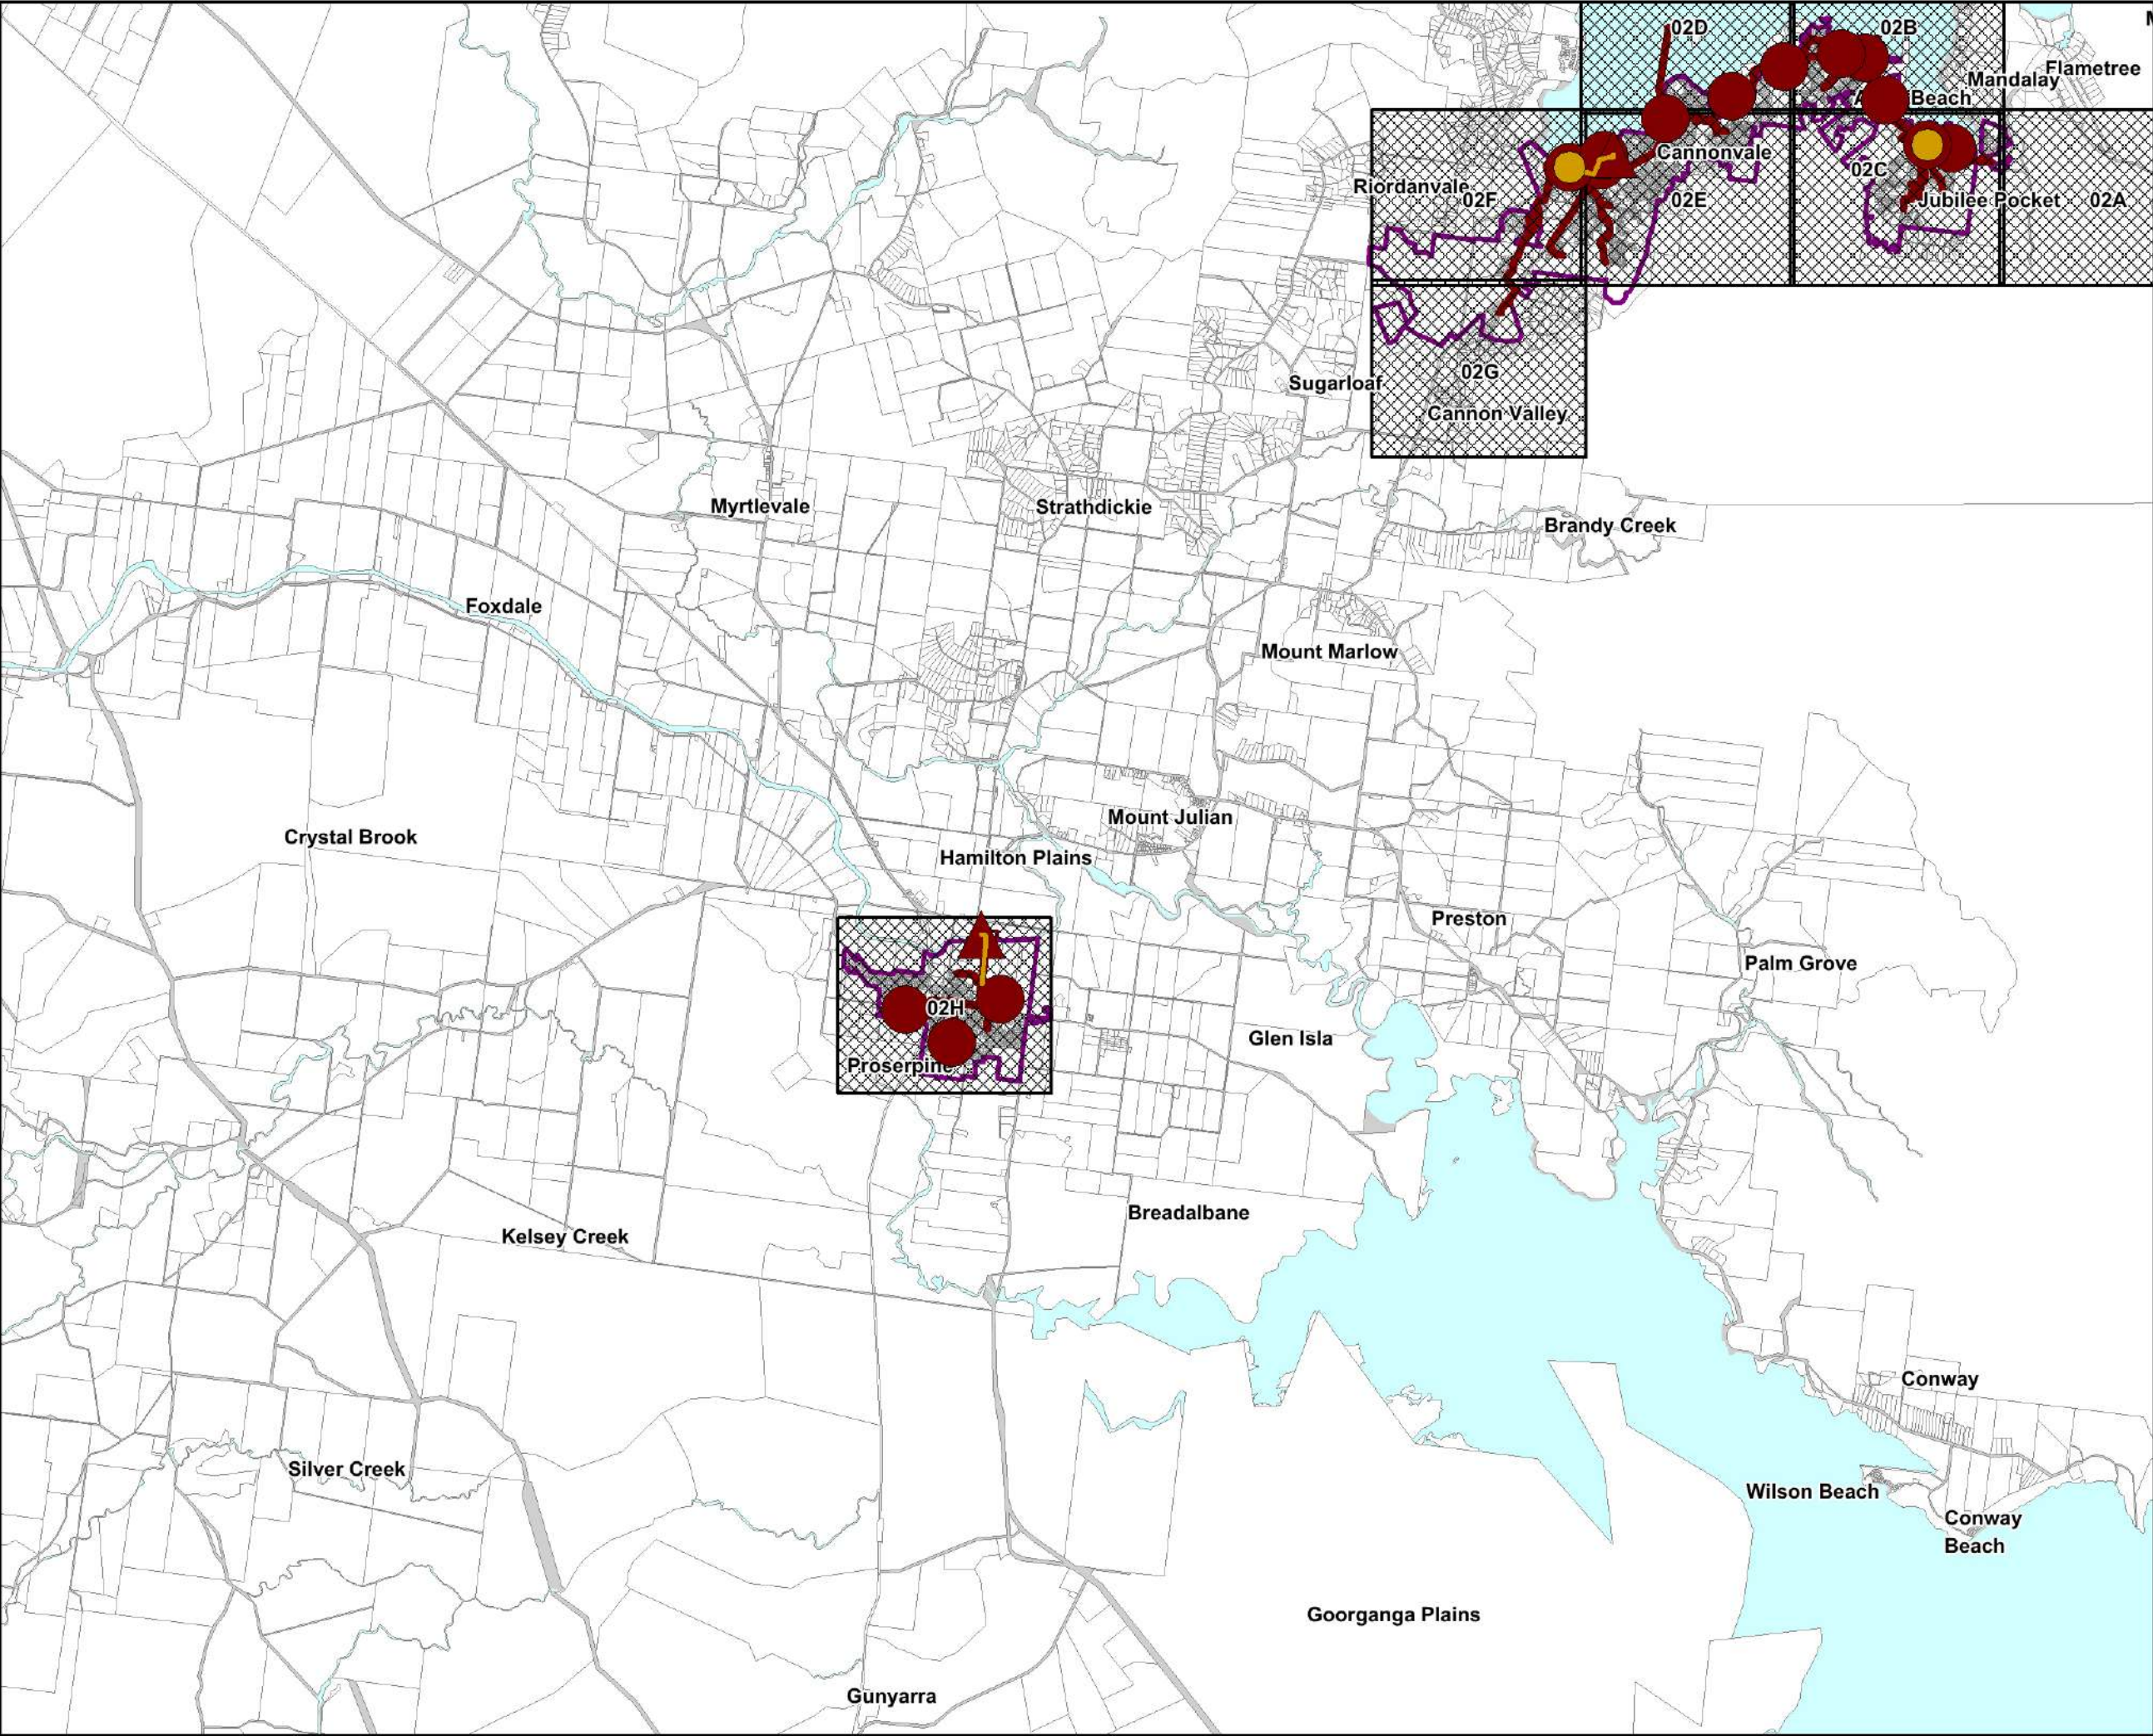 02D
02B
Flametree
Mandalay
Beach
Cannonvale
02C
Riordanvale
02F
02E
Jubilee Pocket
02A
02G
Sugarloaf
Cannon Valley
Myrtlevale
Strathdickie
Brandy Creek
Foxdale
Mount Marlow
Mount Julian
Crystal Brook
Hamilton Plains
Preston
Palm Grove
02H
Glen Isla
Proserpine
Breadalbane
Kelsey Creek
Conway
Silver Creek
Wilson Beach
Conway
Beach
Goorganga Plains
Gunyarra